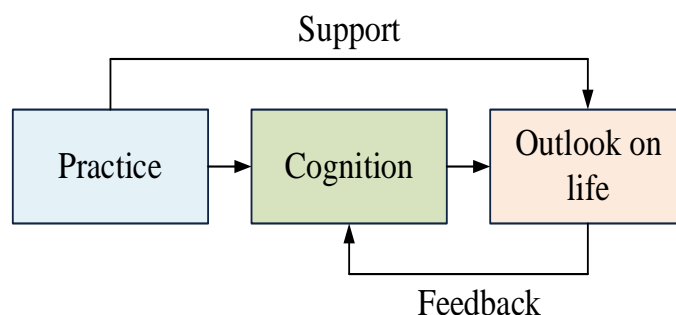 Support
Practice
Cognition
Outlook on
life
Feedback